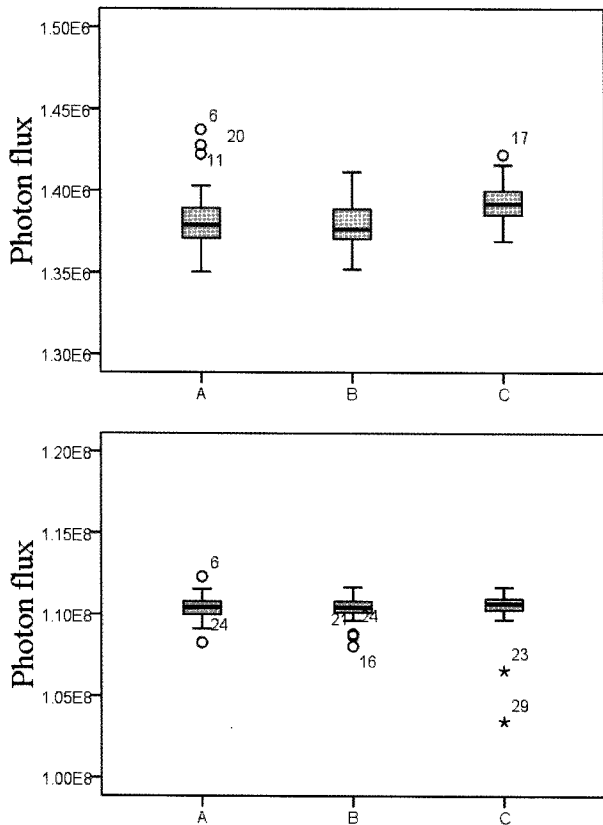 1.50E6
Photon flux
1.45E6
6
20
11
17
1.40E6
1.35E6
1.30E6
A B C
1.20E8
Photon flux
1.15E8
6
24
21 24
16
23
29
1.10E8
1.05E8
1.00E8
A B C